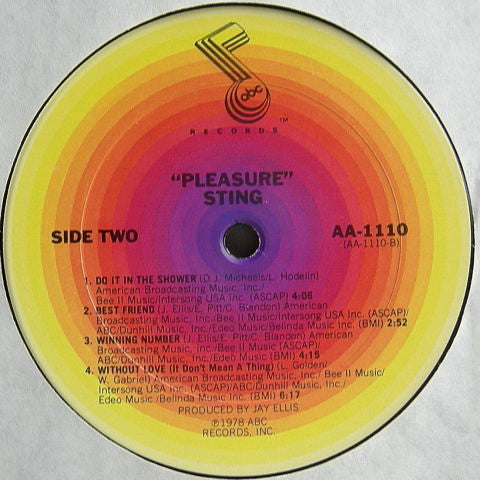 abc
™
RECORDS
"PLEASURE"
STING
SIDE TWO
AA-1110
(AA-1110-B)
1. DO IT IN THE SHOWER (D.J. Michaels/L. Hodelin)
American Broadcasting Music, Inc./
Bee II Music/Intersong USA Inc. (ASCAP) 4:06
2. BEST FRIEND (J. Ellis/E. Pitt/C. Blandon) American
Broadcasting Music, Inc./Bee II Music/Intersong USA Inc. (ASCAP)/
ABC/Dunhill Music, Inc./Edeo Music/Belinda Music Inc. (BMI) 2:52
3. WINNING NUMBER (J. Ellis/E. Pitt/C. Blandon) American
Broadcasting Music, Inc./Bee II Music (ASCAP)/
ABC/Dunhill Music, Inc./Edeo Music (BMI) 4:15
4. WITHOUT LOVE (It Don't Mean A Thing) (L. Golden/
W. Gabriel) American Broadcasting Music, Inc./ Bee II Music/
Intersong USA Inc. (ASCAP)/ABC/Dunhill Music, Inc./
Edeo Music /Belinda Music Inc. (BMI) 6:17
PRODUCED BY JAY ELLIS
℗1978 ABC
RECORDS, INC.